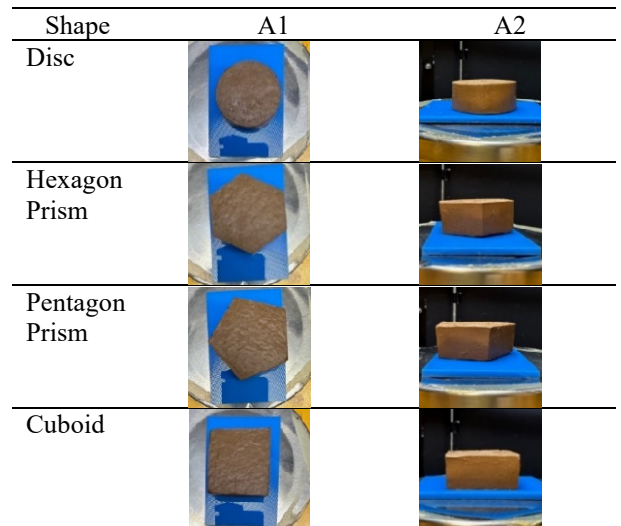 Shape A1 A2
Disc
Hexagon
Prism
Pentagon
Prism
Cuboid